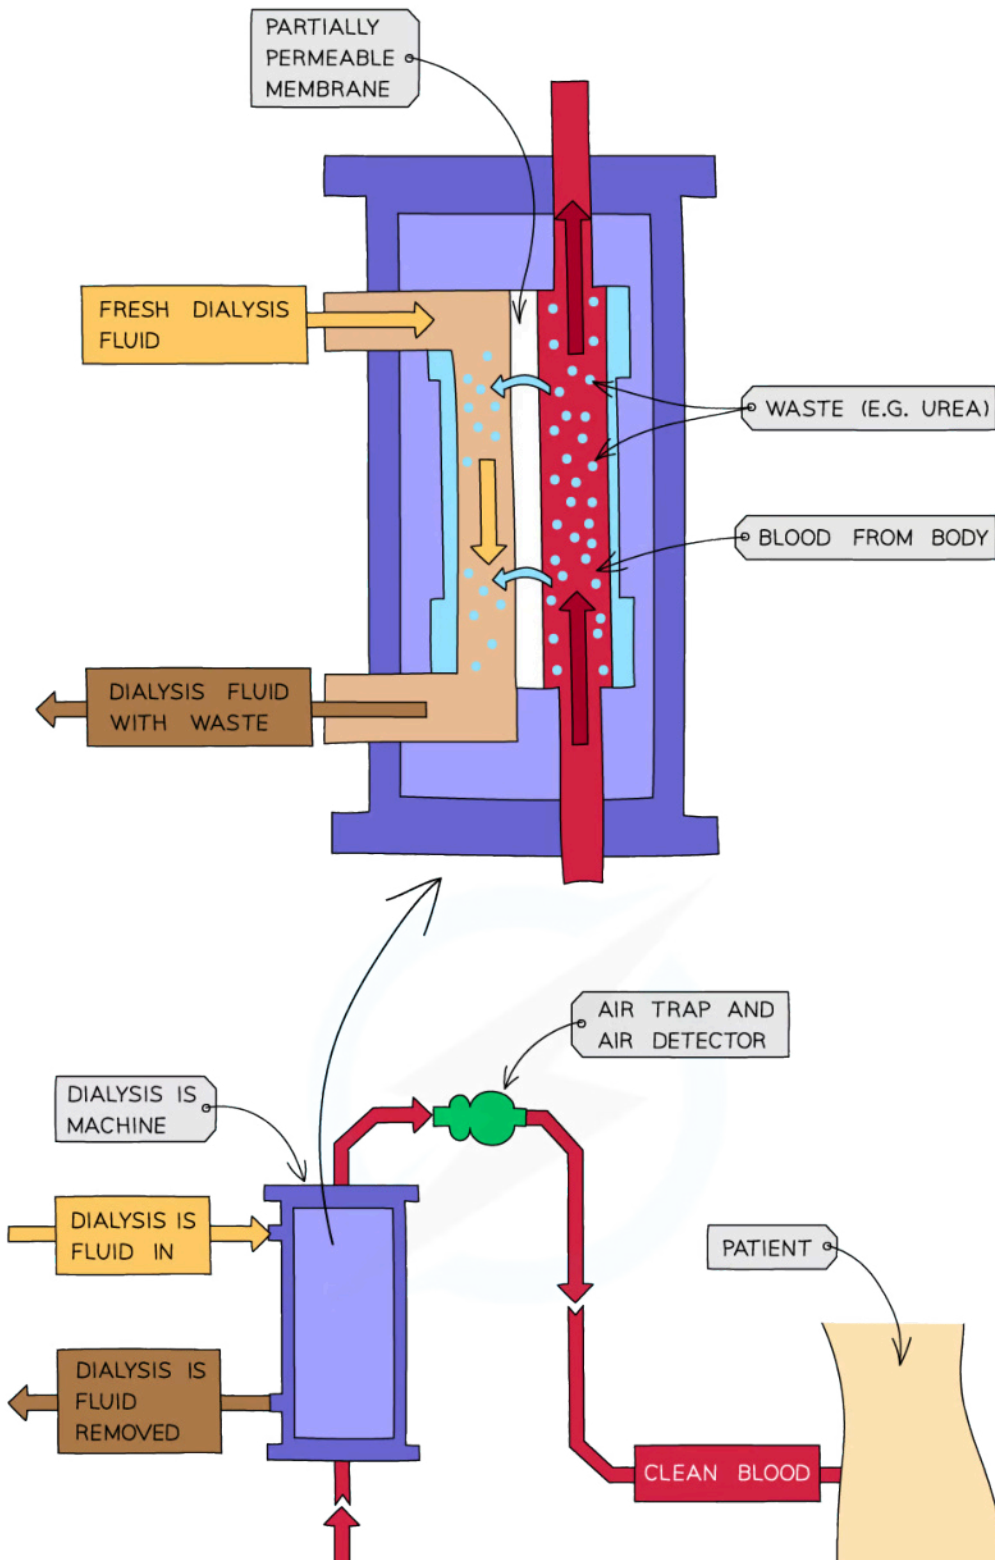 PARTIALLY
PERMEABLE
MEMBRANE
FRESH DIALYSIS
FLUID
WASTE (E.G. UREA)
BLOOD FROM BODY
DIALYSIS FLUID
WITH WASTE
AIR TRAP AND
AIR DETECTOR
DIALYSIS IS
MACHINE
DIALYSIS IS
FLUID IN
PATIENT
DIALYSIS IS
FLUID
REMOVED
CLEAN BLOOD